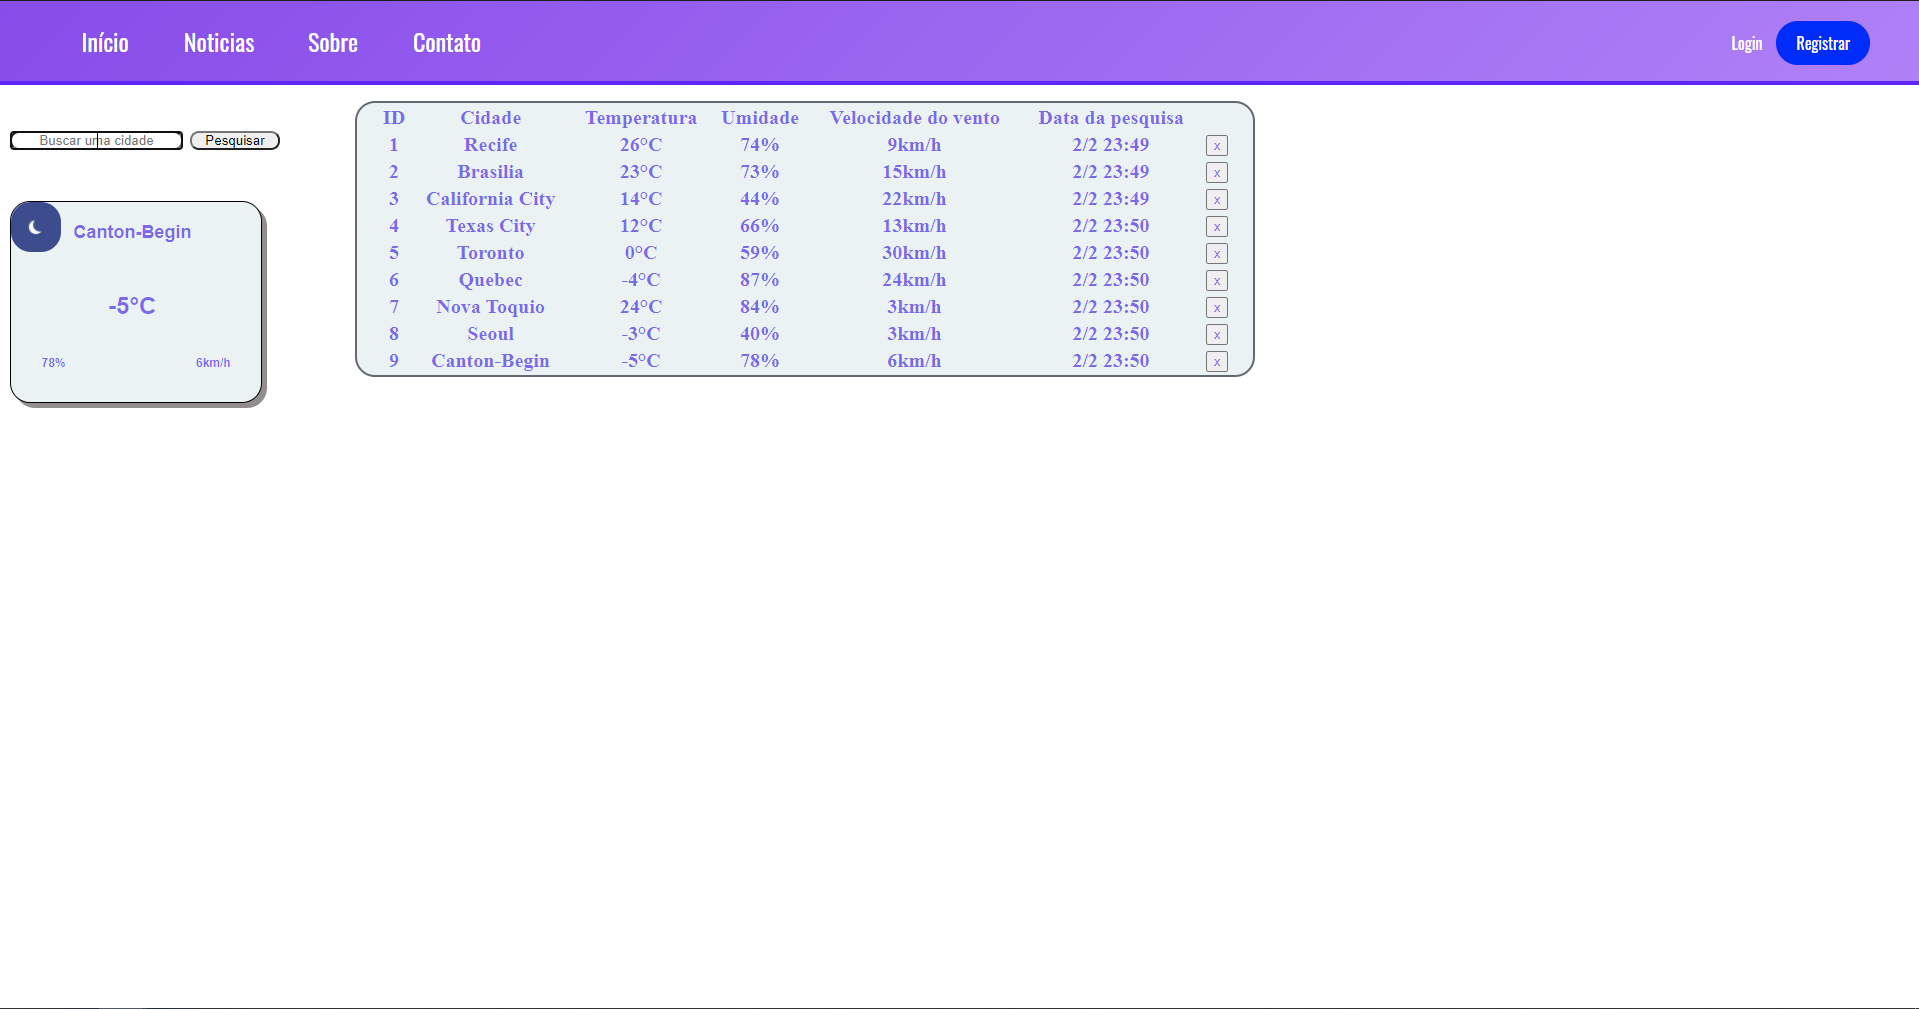 Início Noticias Sobre Contato Login Registrar
Buscar uma cidade Pesquisar
Canton-Begin
-5°C
78% 6km/h
ID Cidade Temperatura Umidade Velocidade do vento Data da pesquisa
1 Recife 26°C 74% 9km/h 2/2 23:49 x
2 Brasilia 23°C 73% 15km/h 2/2 23:49 x
3 California City 14°C 44% 22km/h 2/2 23:49 x
4 Texas City 12°C 66% 13km/h 2/2 23:50 x
5 Toronto 0°C 59% 30km/h 2/2 23:50 x
6 Quebec -4°C 87% 24km/h 2/2 23:50 x
7 Nova Toquio 24°C 84% 3km/h 2/2 23:50 x
8 Seoul -3°C 40% 3km/h 2/2 23:50 x
9 Canton-Begin -5°C 78% 6km/h 2/2 23:50 x